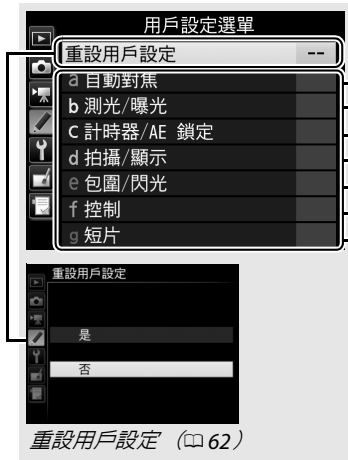 用戶設定選單
重設用戶設定 --
a 自動對焦
b 測光/曝光
c 計時器/AE 鎖定
d 拍攝/顯示
e 包圍/閃光
f 控制
g 短片
重設用戶設定
是
否
重設用戶設定（62）